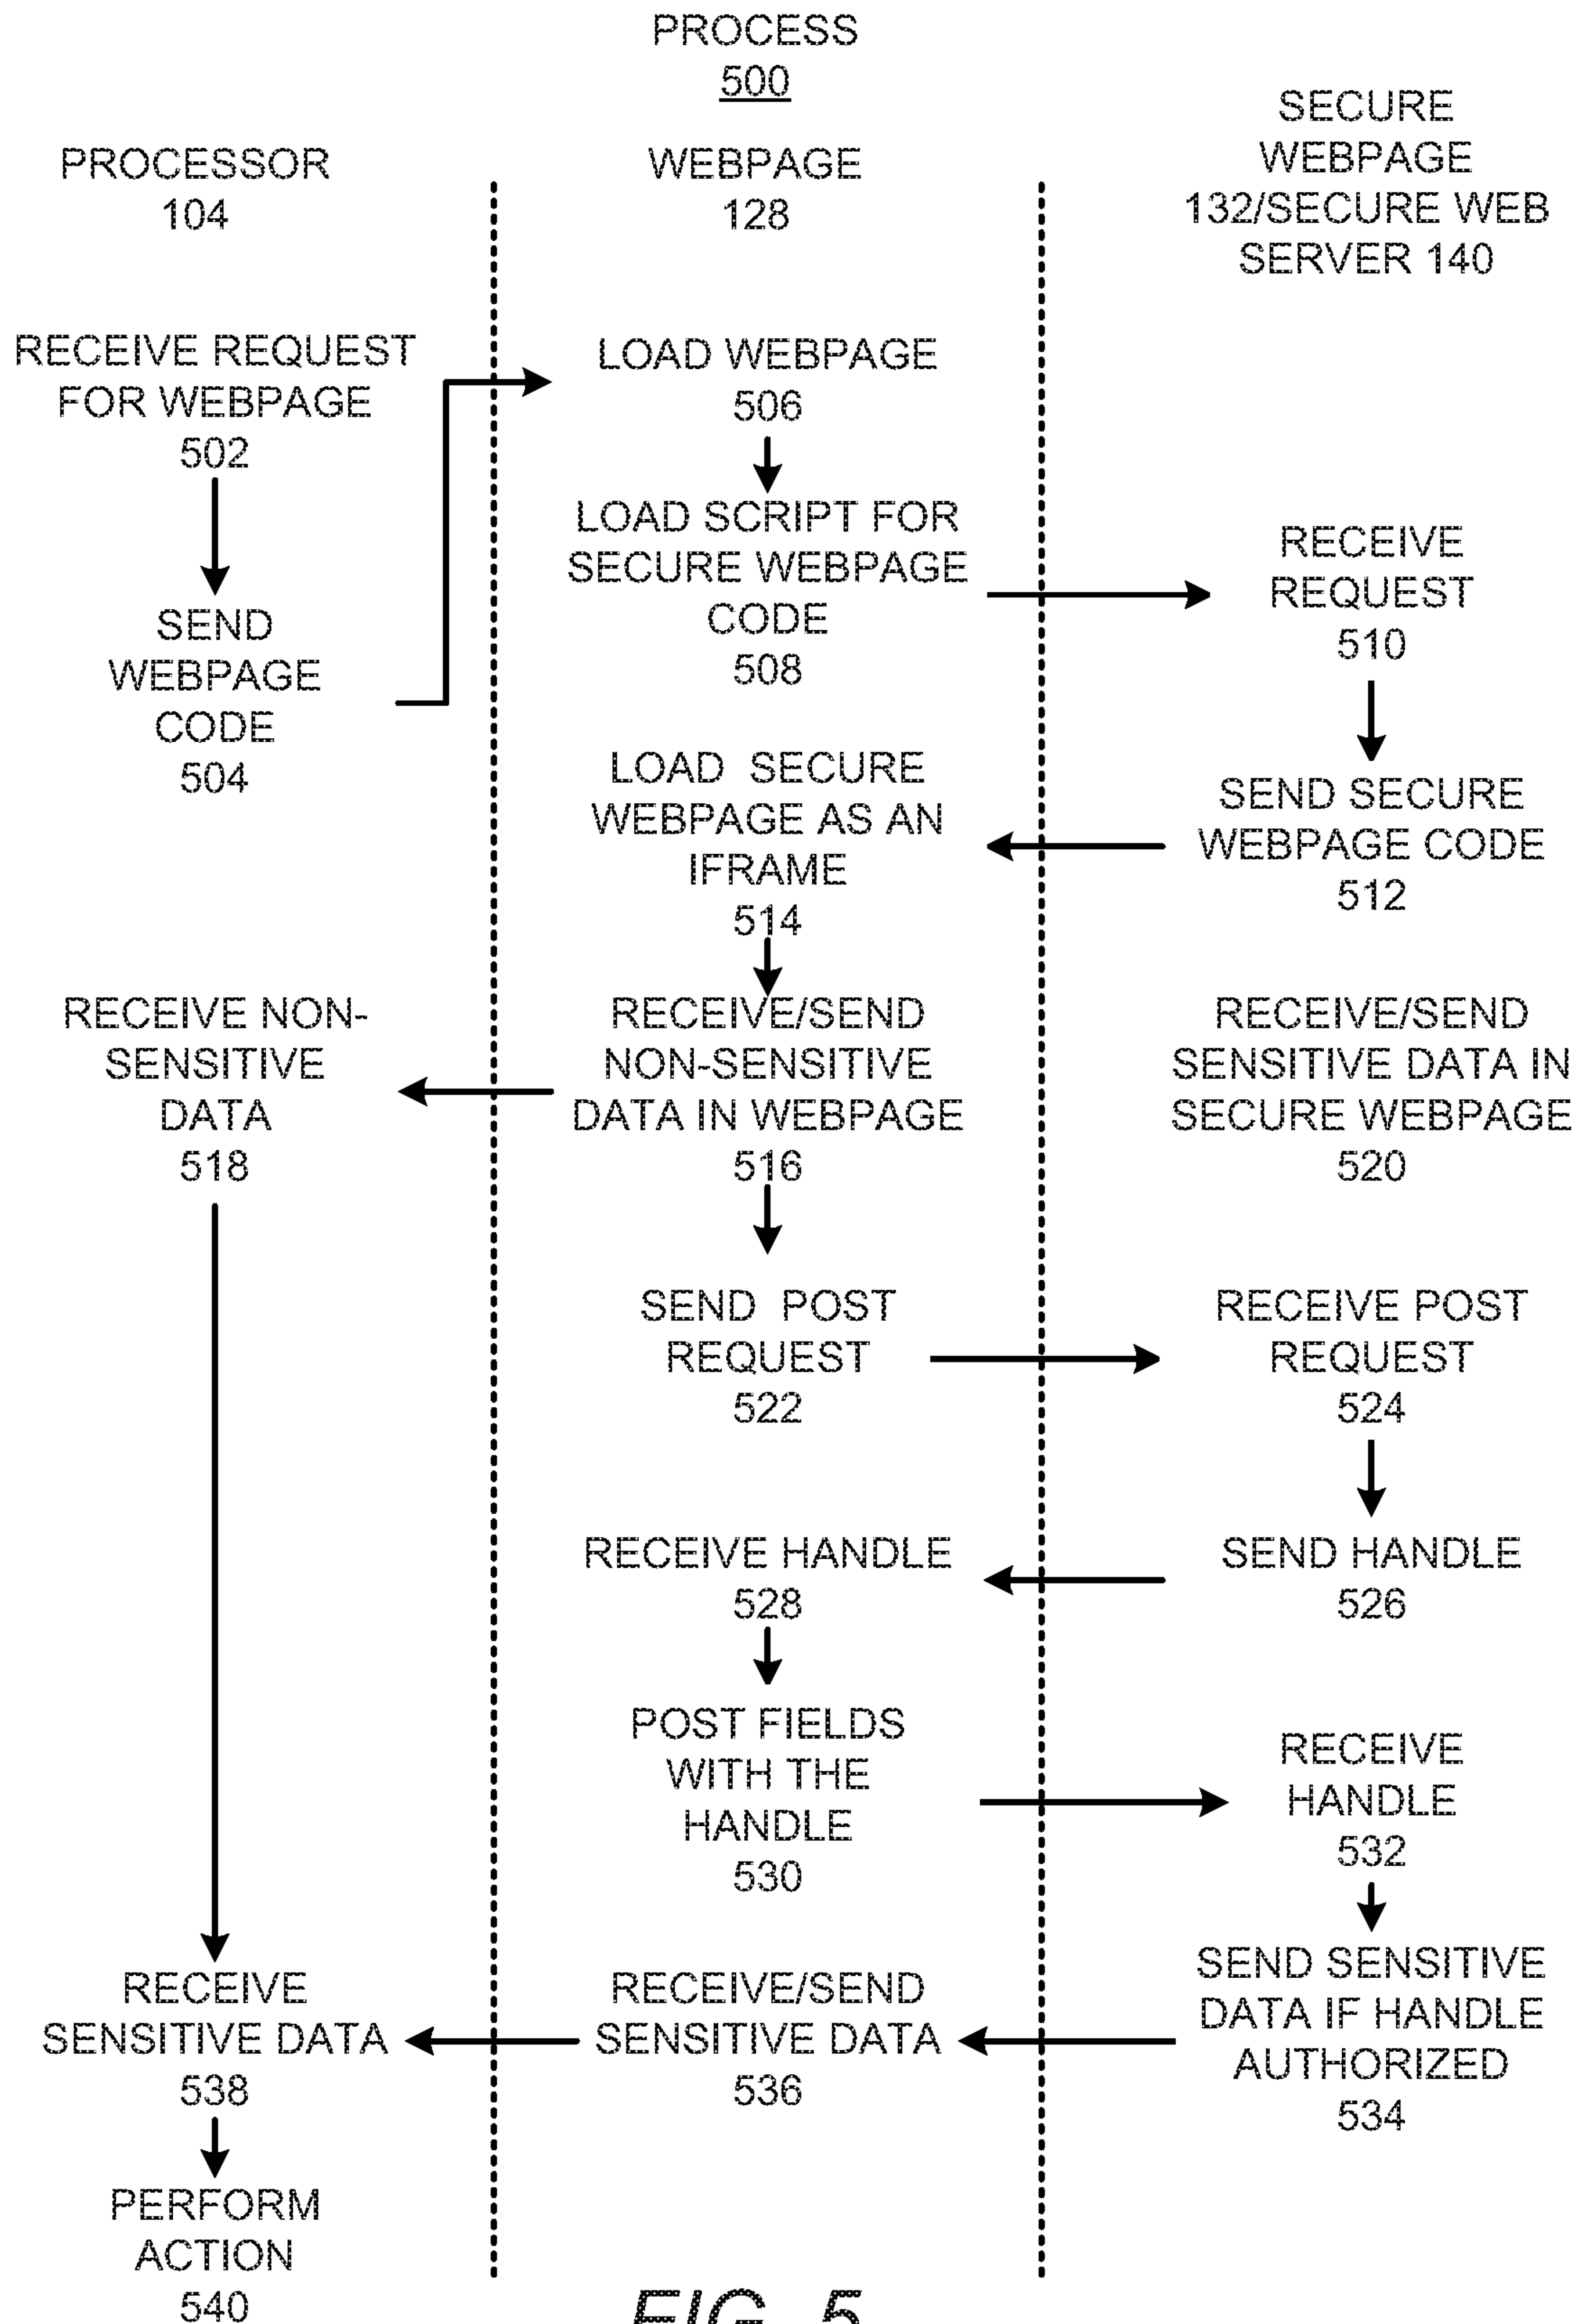 PROCESS
500
PROCESSOR
104
WEBPAGE
128
SECURE
WEBPAGE
132/SECURE WEB
SERVER 140
RECEIVE REQUEST
FOR WEBPAGE
502
SEND
WEBPAGE
CODE
504
LOAD WEBPAGE
506
LOAD SCRIPT FOR
SECURE WEBPAGE
CODE
508
RECEIVE
REQUEST
510
SEND SECURE
WEBPAGE CODE
512
LOAD SECURE
WEBPAGE AS AN
IFRAME
514
RECEIVE/SEND
NON-SENSITIVE
DATA IN WEBPAGE
516
RECEIVE NON-
SENSITIVE
DATA
518
RECEIVE/SEND
SENSITIVE DATA IN
SECURE WEBPAGE
520
SEND POST
REQUEST
522
RECEIVE POST
REQUEST
524
SEND HANDLE
526
RECEIVE HANDLE
528
POST FIELDS
WITH THE
HANDLE
530
RECEIVE
HANDLE
532
SEND SENSITIVE
DATA IF HANDLE
AUTHORIZED
534
RECEIVE/SEND
SENSITIVE DATA
536
RECEIVE
SENSITIVE DATA
538
PERFORM
ACTION
540
FIG. 5